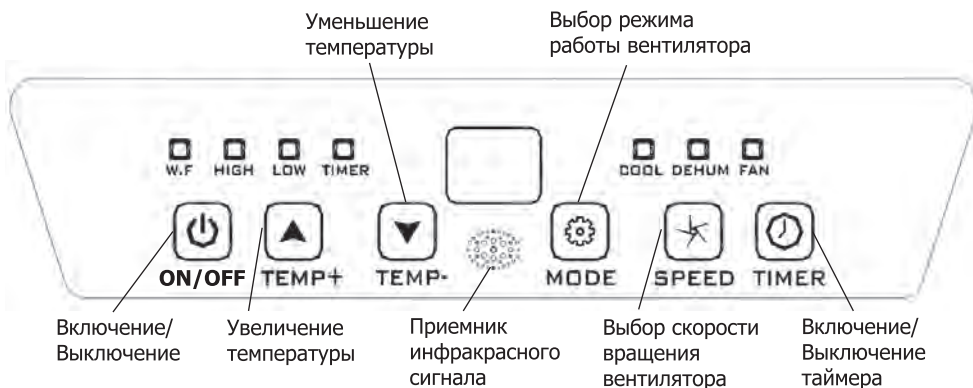 Уменьшение
температуры
Выбор режима
работы вентилятора
W.F HIGH LOW TIMER
COOL DEHUM FAN
ON/OFF TEMP+ TEMP- MODE SPEED TIMER
Включение/
Выключение
Увеличение
температуры
Приемник
инфракрасного
сигнала
Выбор скорости
вращения
вентилятора
Включение/
Выключение
таймера